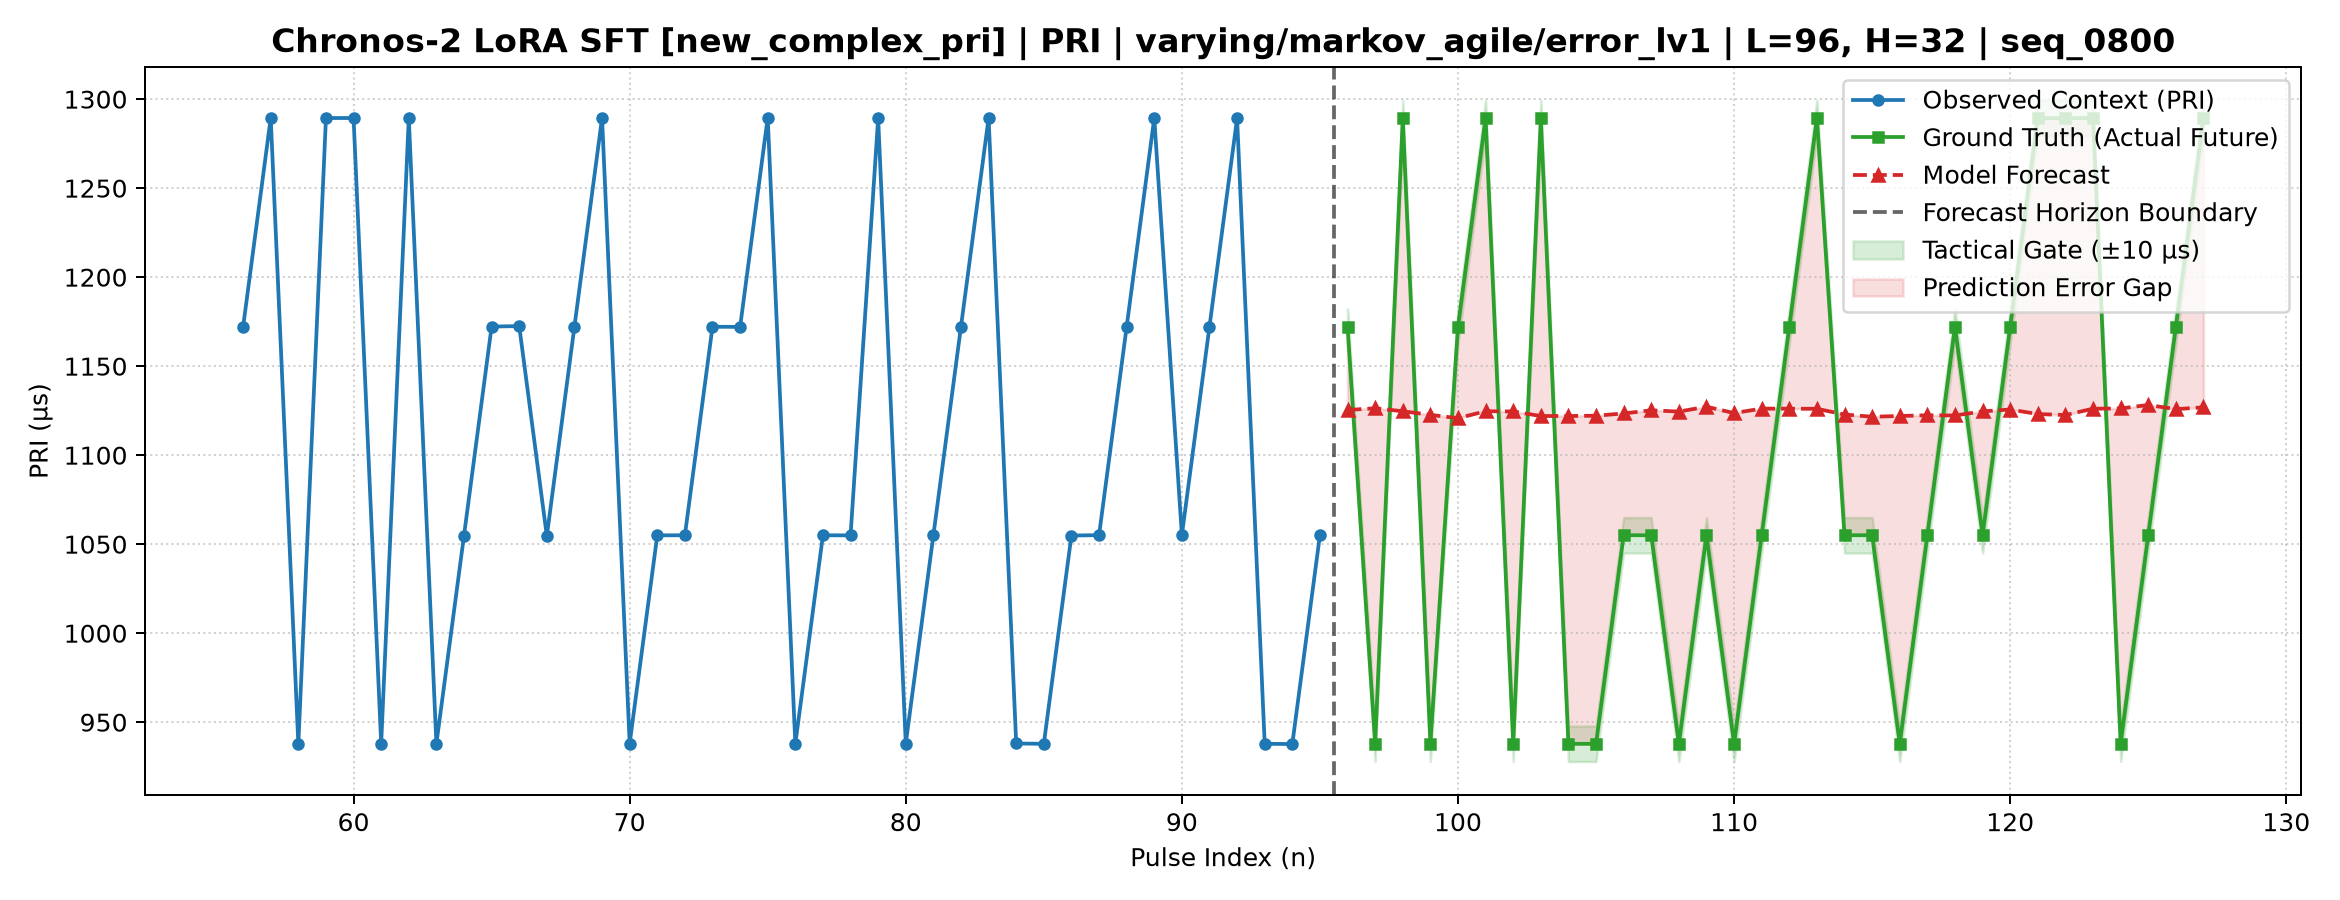 Chronos-2 LoRA SFT [new_complex_pri] | PRI | varying/markov_agile/error_lv1 | L=96, H=32 | seq_0800
Observed Context (PRI)
Ground Truth (Actual Future)
Model Forecast
Forecast Horizon Boundary
Tactical Gate (±10 µs)
Prediction Error Gap
PRI (µs)
1300
1250
1200
1150
1100
1050
1000
950
60
70
80
90
100
110
120
130
Pulse Index (n)